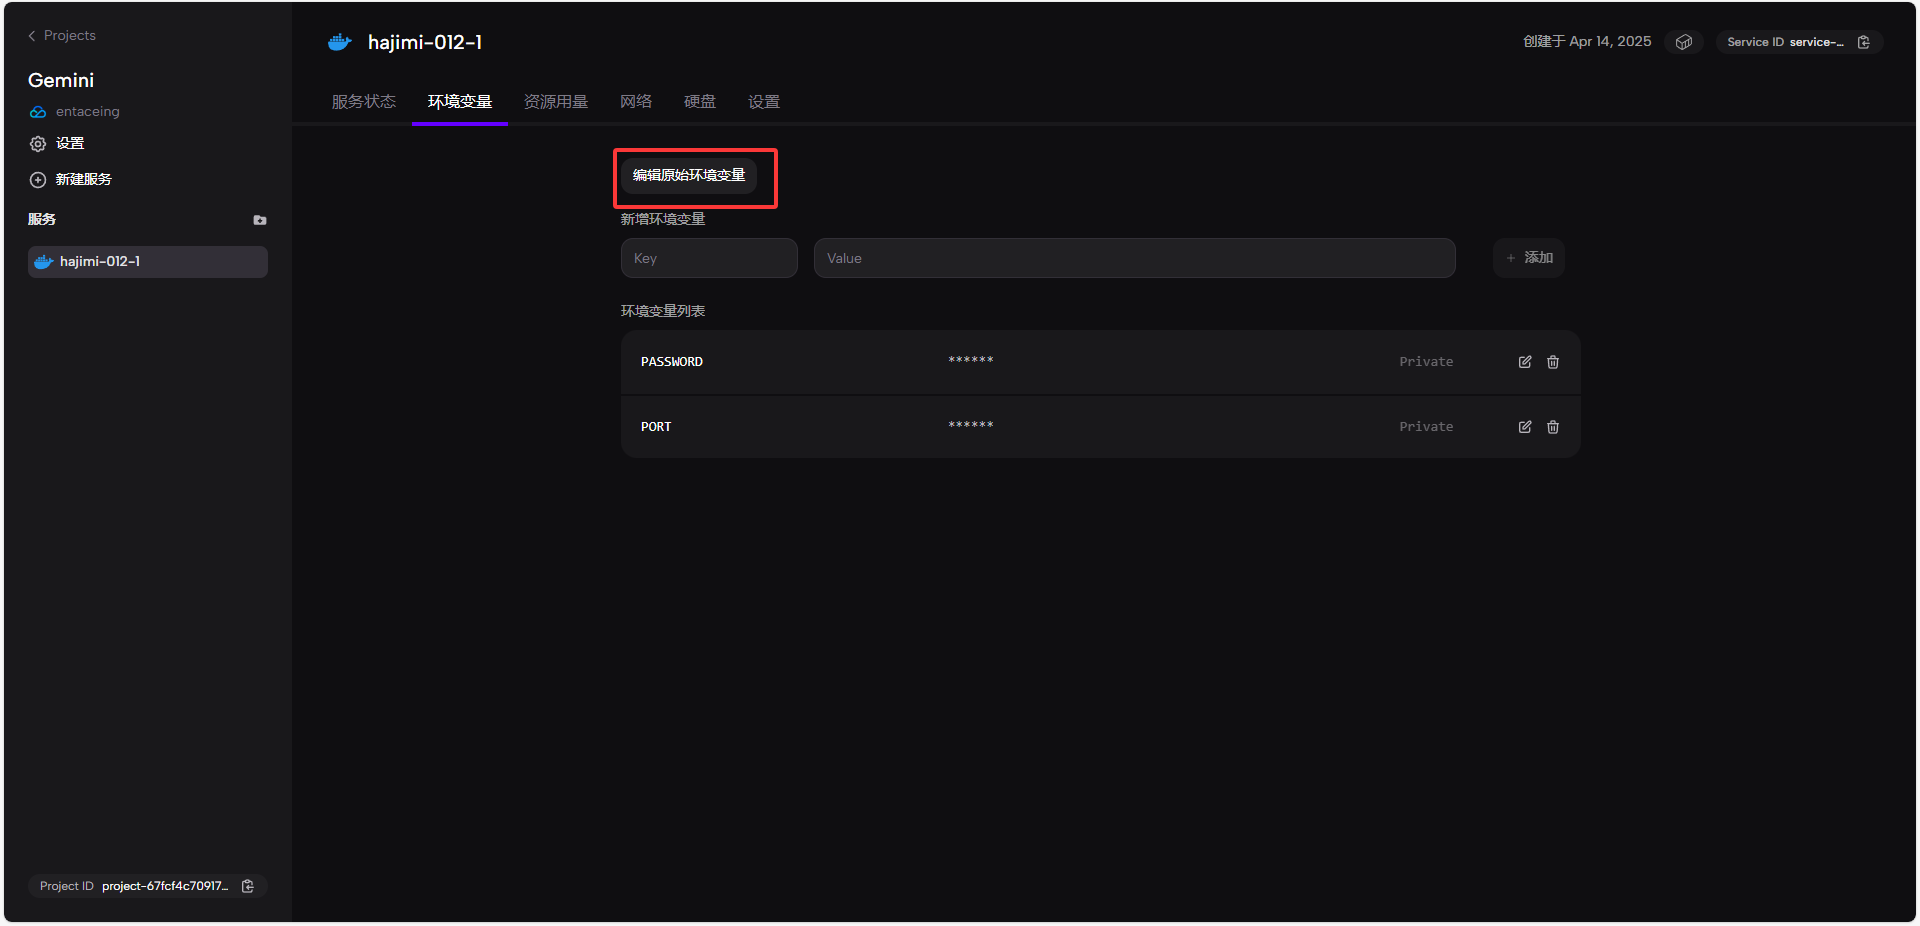 Projects
Gemini
entaceing
设置
新建服务
服务
hajimi-012-1
Project ID project-67fcf4c70917...
hajimi-012-1
创建于 Apr 14, 2025
Service ID service-...
服务状态 环境变量 资源用量 网络 硬盘 设置
编辑原始环境变量
新增环境变量
Key Value + 添加
环境变量列表
PASSWORD ****** Private
PORT ****** Private